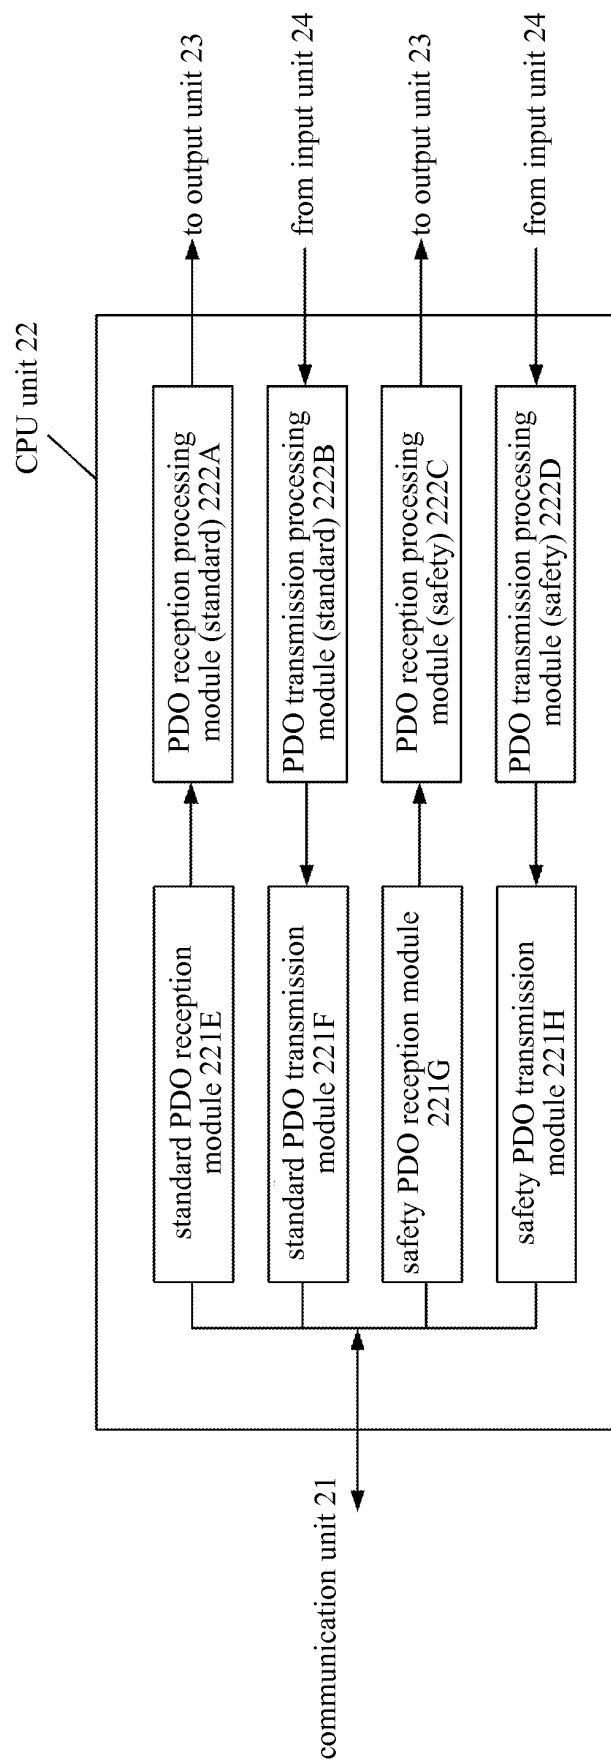 CPU unit 22
communication unit 21
standard PDO reception
module 221E
PDO reception processing
module (standard) 222A
to output unit 23
standard PDO transmission
module 221F
PDO transmission processing
module (standard) 222B
from input unit 24
safety PDO reception module
221G
PDO reception processing
module (safety) 222C
to output unit 23
safety PDO transmission
module 221H
PDO transmission processing
module (safety) 222D
from input unit 24